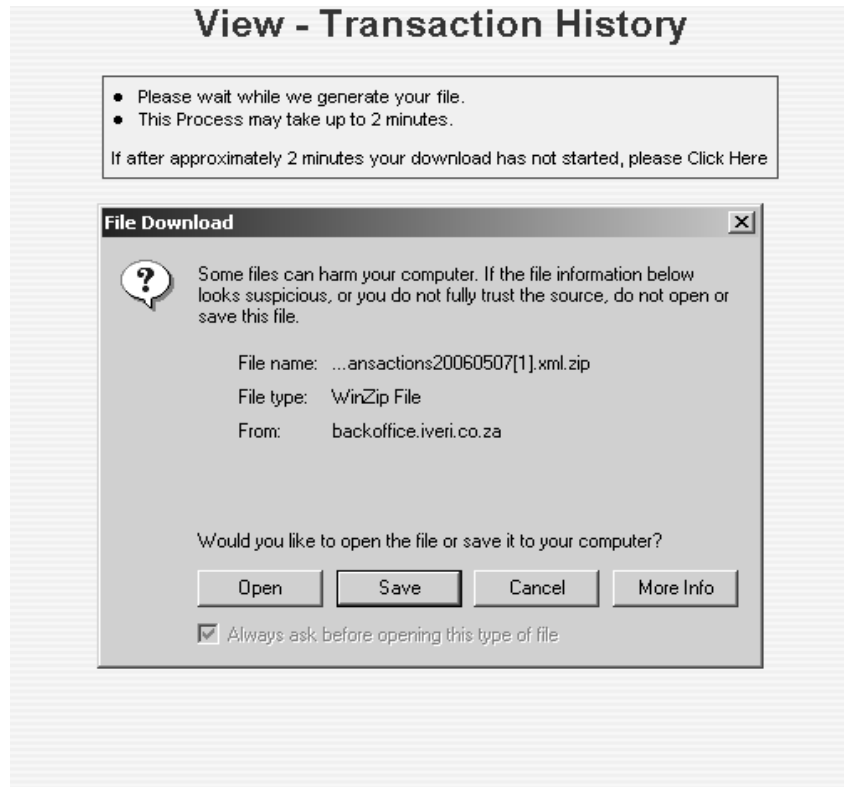 View - Transaction History
● Please wait while we generate your file.
● This Process may take up to 2 minutes.
If after approximately 2 minutes your download has not started, please Click Here
File Download
Some files can harm your computer. If the file information below
looks suspicious, or you do not fully trust the source, do not open or
save this file.
File name: ...ansactions20060507[1].xml.zip
File type: WinZip File
From: backoffice.iveri.co.za
Would you like to open the file or save it to your computer?
Open Save Cancel More Info
Always ask before opening this type of file